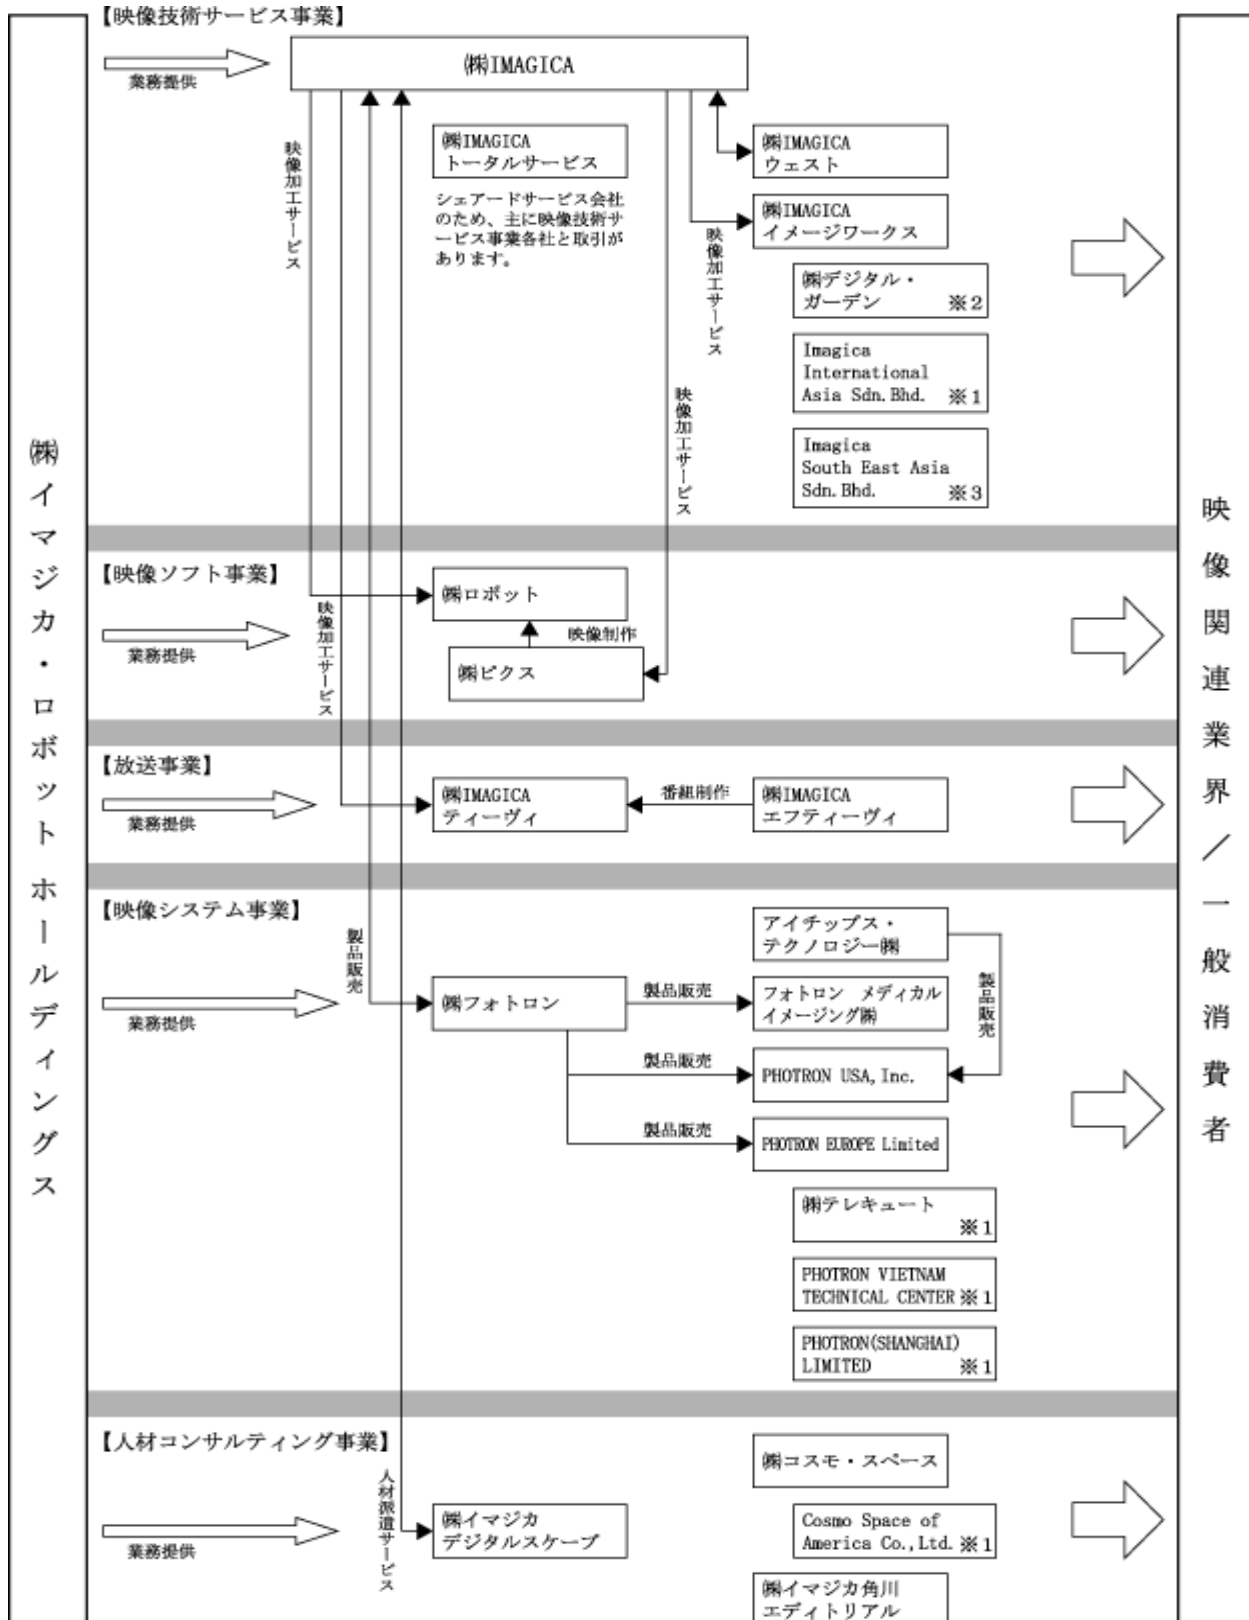 ㈱イマジカ・ロボット ホールディングス
【映像技術サービス事業】
業務提供
㈱IMAGICA
映像加工サービス
㈱IMAGICA
トータルサービス
シェアードサービス会社
のため、主に映像技術サ
ービス事業各社と取引が
あります。
㈱IMAGICA
ウェスト
㈱IMAGICA
イメージワークス
映像加工サービス
㈱デジタル・
ガーデン ※2
Imagica
International
Asia Sdn.Bhd. ※1
Imagica
South East Asia
Sdn.Bhd. ※3
映像加工サービス
【映像ソフト事業】
業務提供
映像加工サービス
㈱ロボット
映像制作
㈱ピクス
【放送事業】
業務提供
㈱IMAGICA
ティーヴィ
番組制作
㈱IMAGICA
エフティーヴィ
【映像システム事業】
業務提供
製品販売
㈱フォトロン
アイチップス・
テクノロジー㈱
製品販売
製品販売
フォトロン メディカル
イメージング㈱
製品販売
PHOTRON USA,Inc.
製品販売
PHOTRON EUROPE Limited
㈱テレキュート
※1
PHOTRON VIETNAM
TECHNICAL CENTER ※1
PHOTRON(SHANGHAI)
LIMITED ※1
【人材コンサルティング事業】
業務提供
人材派遣サービス
㈱イマジカ
デジタルスケープ
㈱コスモ・スペース
Cosmo Space of
America Co.,Ltd. ※1
㈱イマジカ角川
エディトリアル
映像関連業界／一般消費者